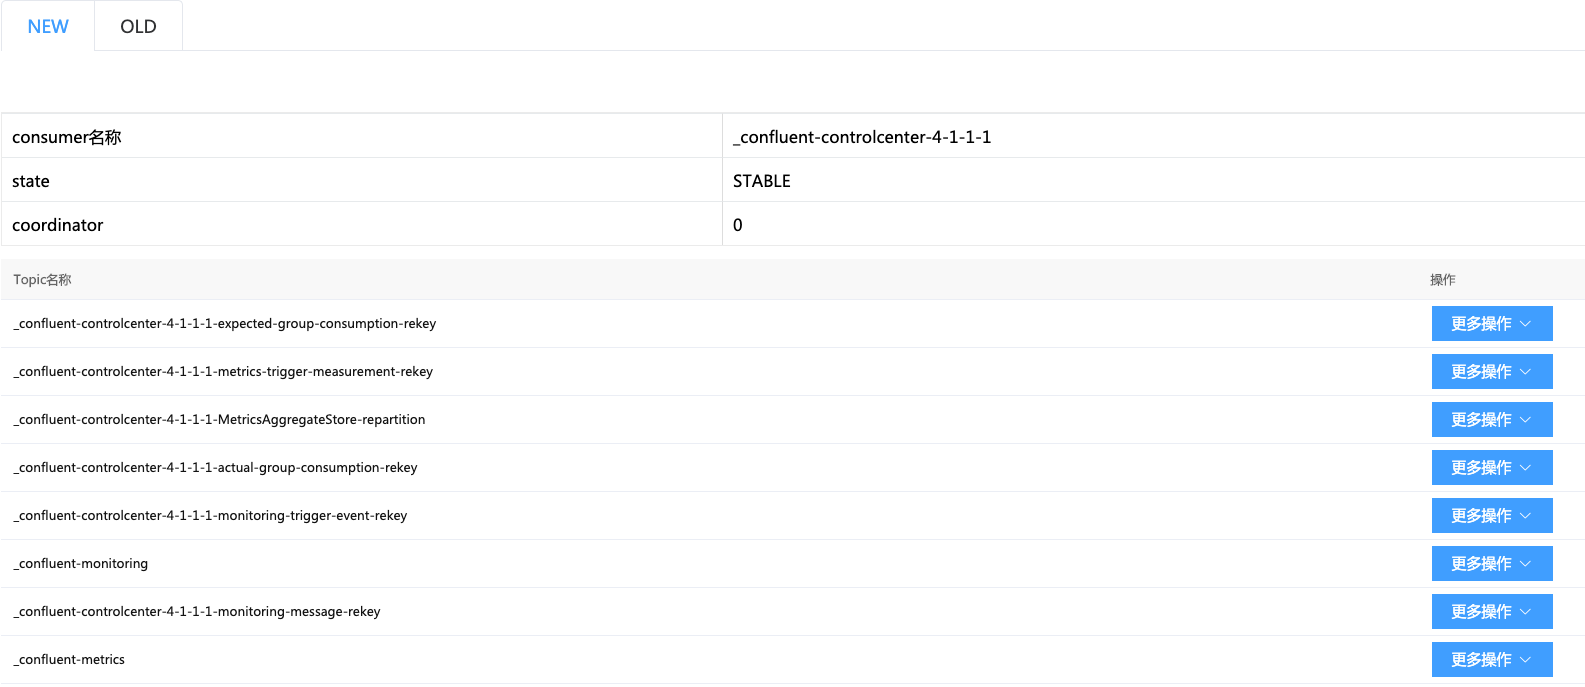 NEW OLD
consumer名称 _confluent-controlcenter-4-1-1-1
state STABLE
coordinator 0
Topic名称 操作
_confluent-controlcenter-4-1-1-1-expected-group-consumption-rekey 更多操作
_confluent-controlcenter-4-1-1-1-metrics-trigger-measurement-rekey 更多操作
_confluent-controlcenter-4-1-1-1-MetricsAggregateStore-repartition 更多操作
_confluent-controlcenter-4-1-1-1-actual-group-consumption-rekey 更多操作
_confluent-controlcenter-4-1-1-1-monitoring-trigger-event-rekey 更多操作
_confluent-monitoring 更多操作
_confluent-controlcenter-4-1-1-1-monitoring-message-rekey 更多操作
_confluent-metrics 更多操作